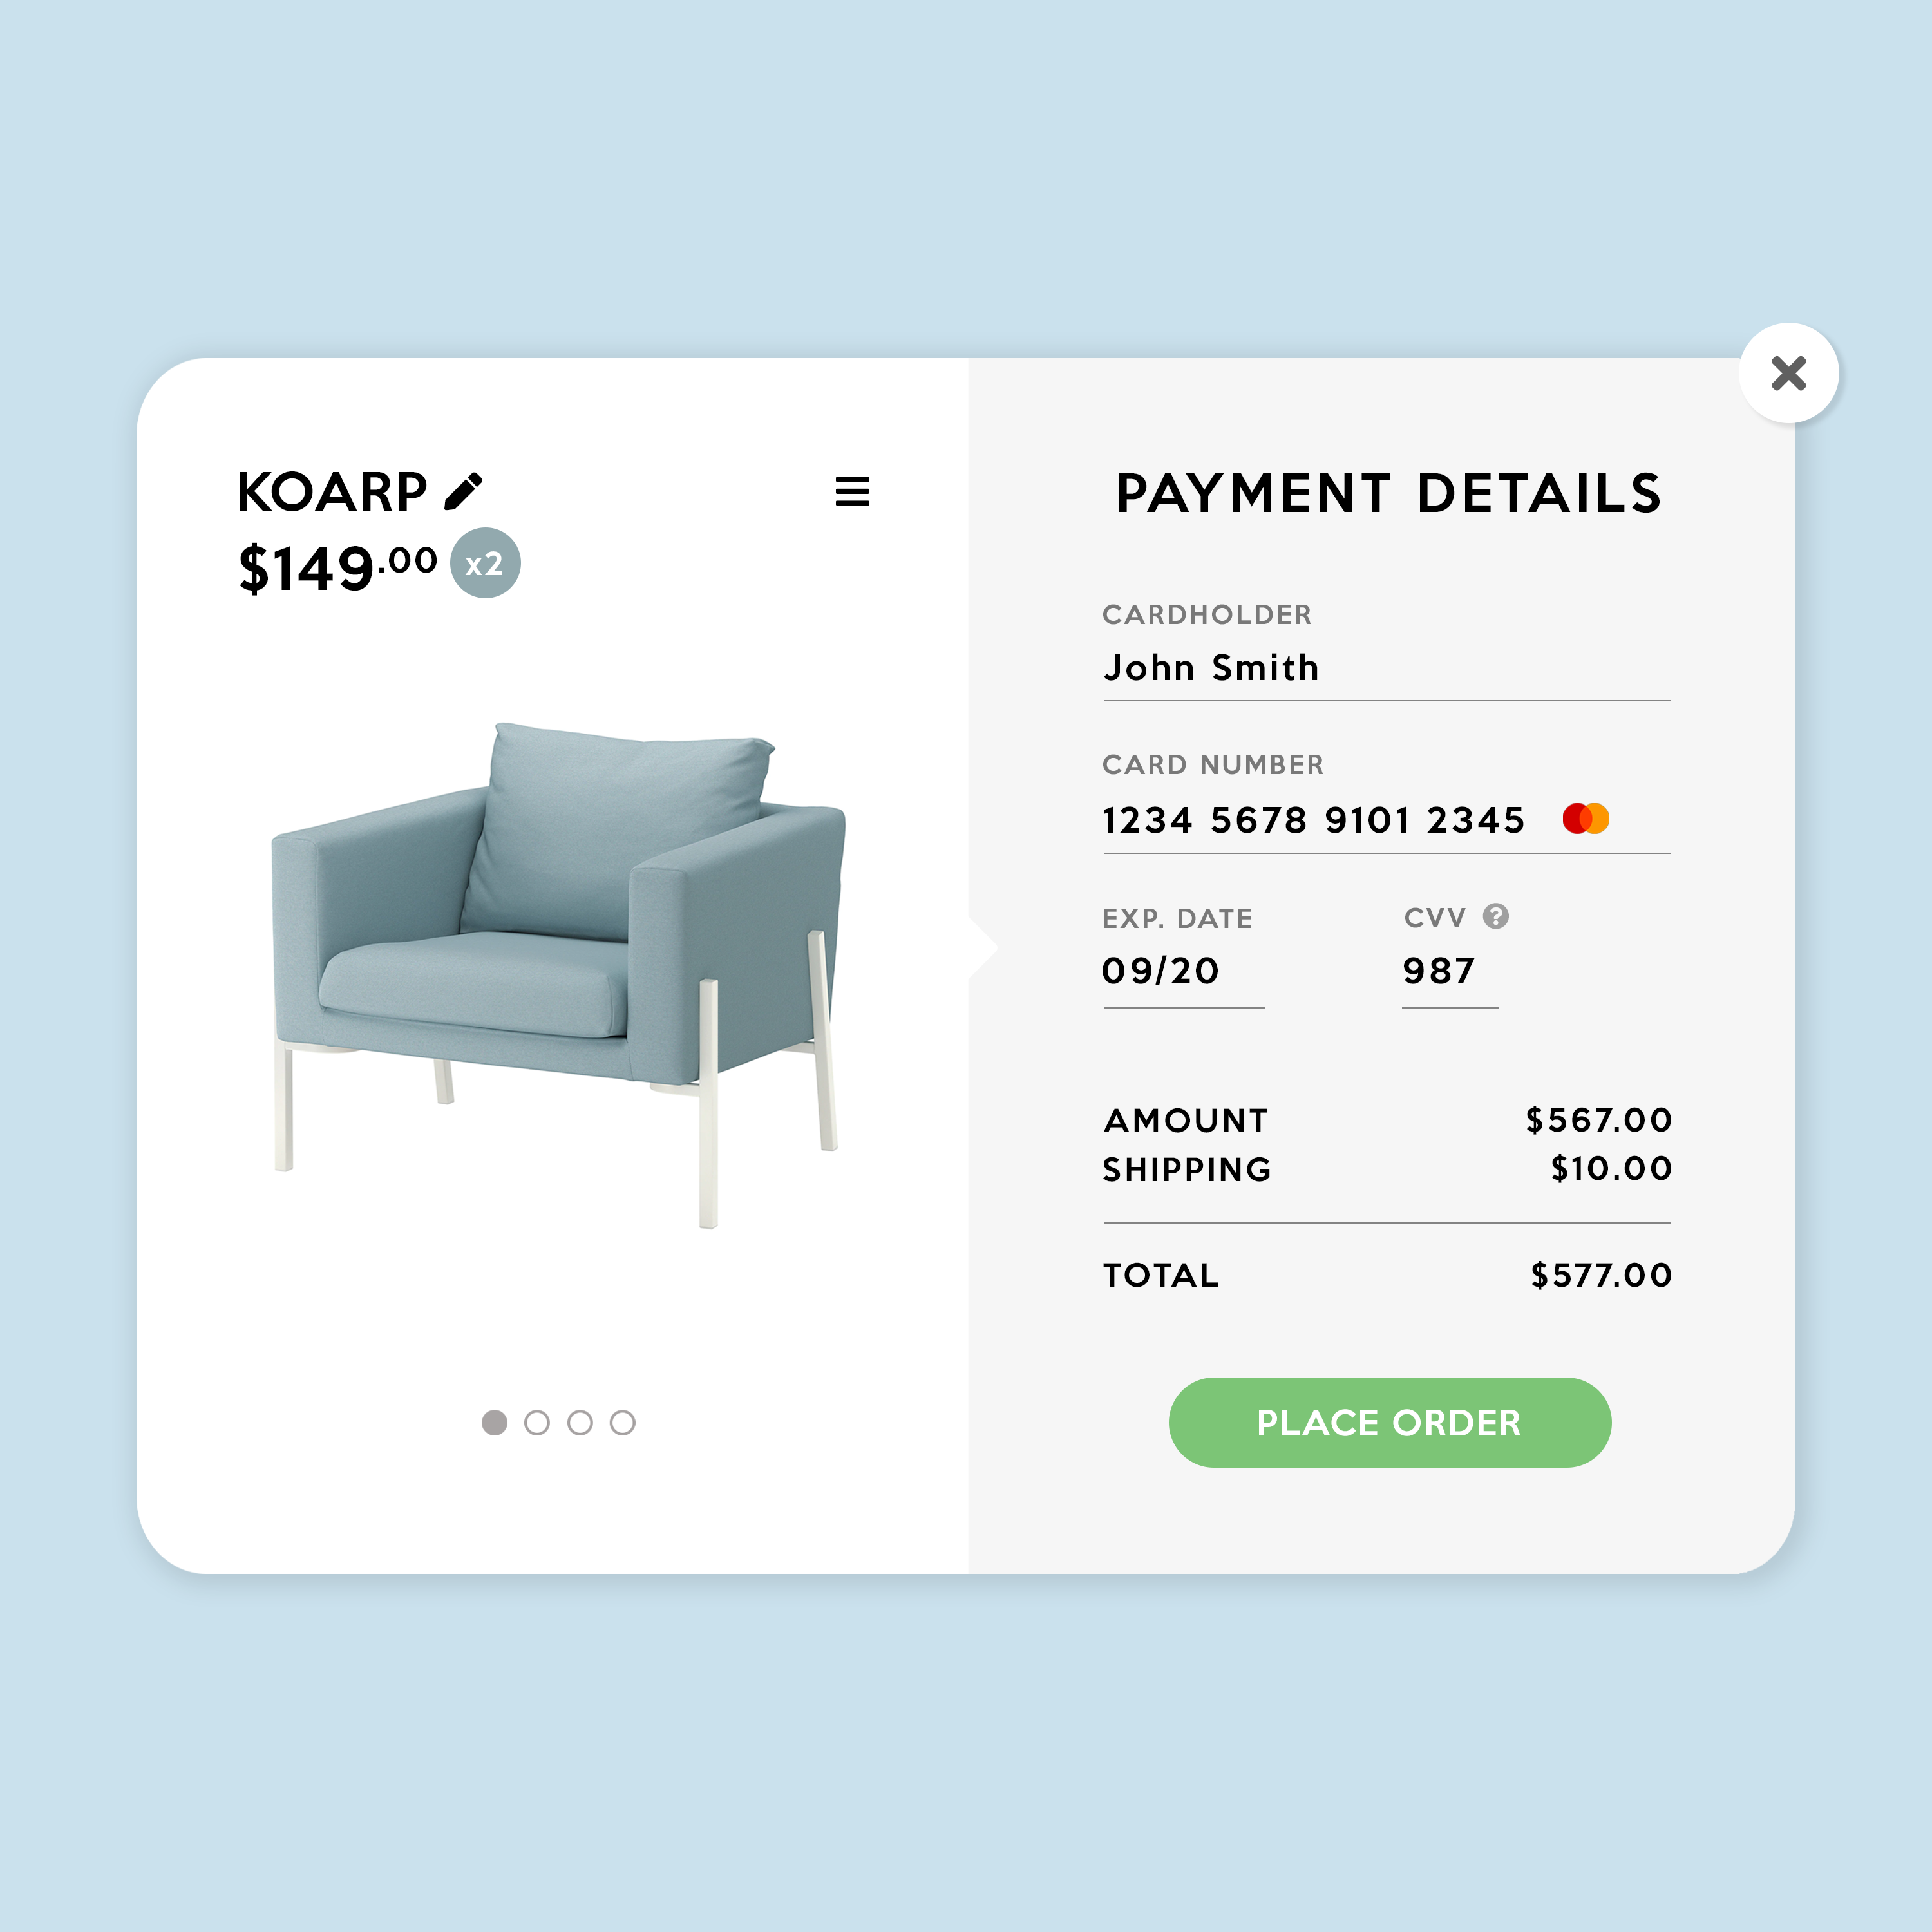 KOARP
$149.00 x2
PAYMENT DETAILS
CARDHOLDER
John Smith
CARD NUMBER
1234 5678 9101 2345
EXP. DATE CVV ?
09/20 987
AMOUNT $567.00
SHIPPING $10.00
TOTAL $577.00
PLACE ORDER